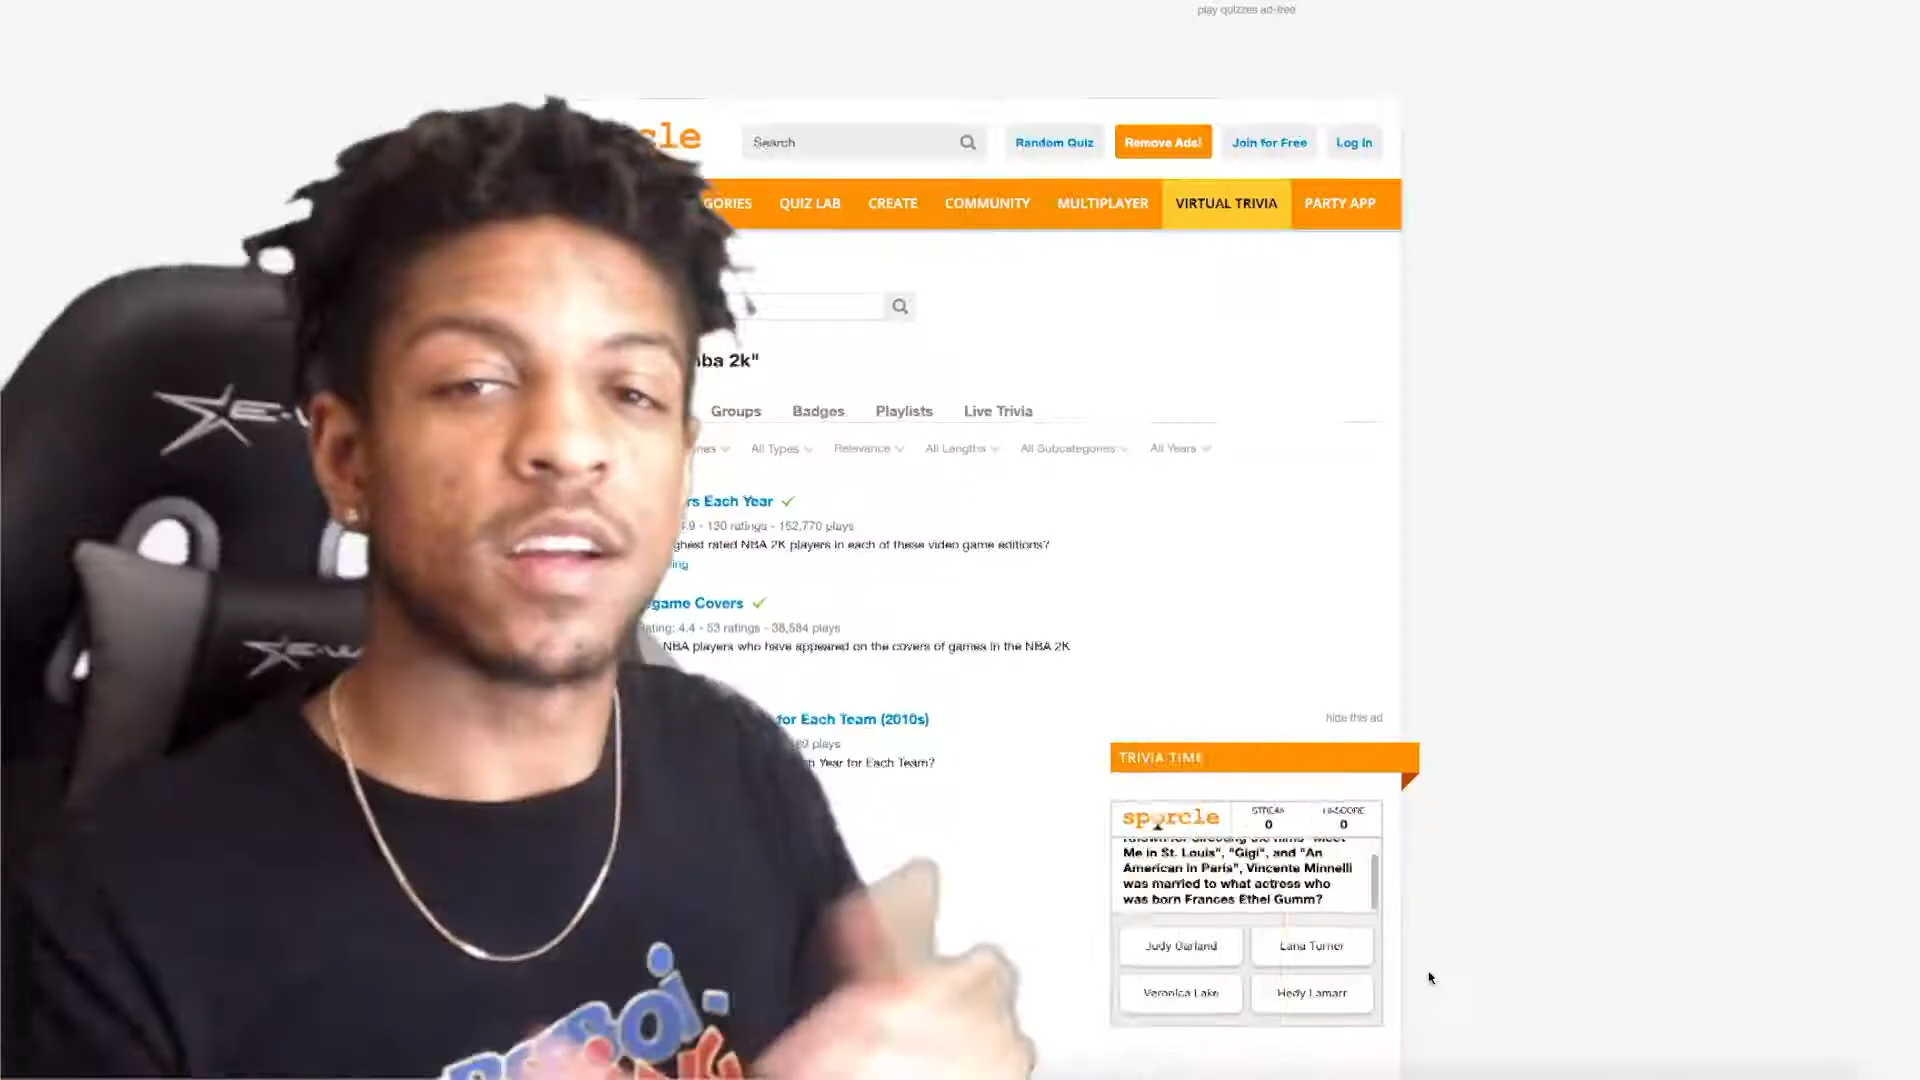 play quizzes ad-free
cle
Search
Random Quiz
Remove Ads!
Join for Free
Log In
GORIES
QUIZ LAB
CREATE
COMMUNITY
MULTIPLAYER
VIRTUAL TRIVIA
PARTY APP
ba 2k"
Groups
Badges
Playlists
Live Trivia
All Types
Relevance
All Lengths
All Subcategories
All Years
rs Each Year
4.9 - 130 ratings - 152,770 plays
ghest rated NBA 2K players in each of these video game editions?
ing
game Covers
ating: 4.4 - 53 ratings - 38,584 plays
NBA players who have appeared on the covers of games in the NBA 2K
for Each Team (2010s)
plays
Year for Each Team?
hide this ad
TRIVIA TIME
sporcle
STREAK
HI-SCORE
0
0
Me in St. Louis", "Gigi", and "An
American in Paris", Vincente Minnelli
was married to what actress who
was born Frances Ethel Gumm?
Judy Garland
Lana Turner
Veronica Lake
Hedy Lamarr